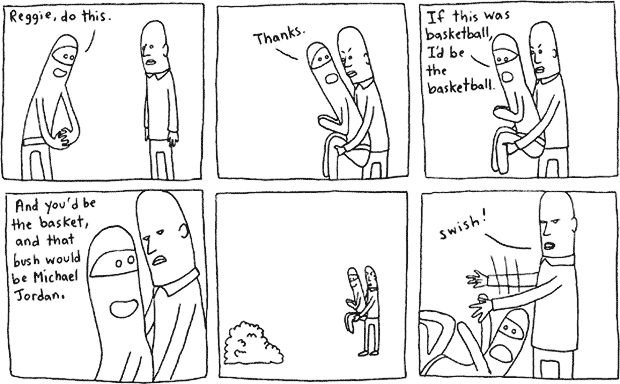 Reggie, do this.
Thanks.
If this was
basketball,
I'd be
the
basketball.
And you'd be
the basket,
and that
bush would
be Michael
Jordan.
swish!